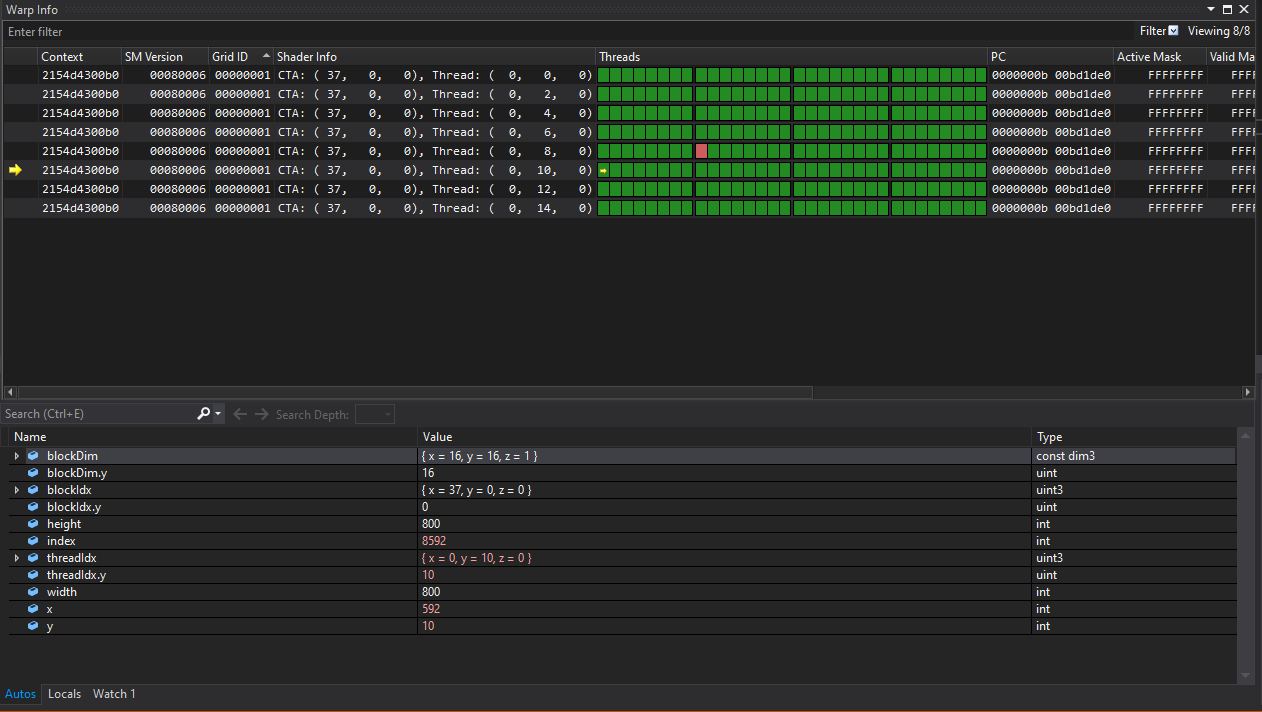 Warp Info
Enter filter Filter Viewing 8/8
Context SM Version Grid ID Shader Info Threads PC Active Mask Valid Ma
2154d4300b0 00080006 00000001 CTA: ( 37, 0, 0), Thread: ( 0, 0, 0) 0000000b 00bd1de0 FFFFFFFF FFFF
2154d4300b0 00080006 00000001 CTA: ( 37, 0, 0), Thread: ( 0, 2, 0) 0000000b 00bd1de0 FFFFFFFF FFFF
2154d4300b0 00080006 00000001 CTA: ( 37, 0, 0), Thread: ( 0, 4, 0) 0000000b 00bd1de0 FFFFFFFF FFFF
2154d4300b0 00080006 00000001 CTA: ( 37, 0, 0), Thread: ( 0, 6, 0) 0000000b 00bd1de0 FFFFFFFF FFFF
2154d4300b0 00080006 00000001 CTA: ( 37, 0, 0), Thread: ( 0, 8, 0) 0000000b 00bd1de0 FFFFFFFF FFFF
2154d4300b0 00080006 00000001 CTA: ( 37, 0, 0), Thread: ( 0, 10, 0) 0000000b 00bd1de0 FFFFFFFF FFFF
2154d4300b0 00080006 00000001 CTA: ( 37, 0, 0), Thread: ( 0, 12, 0) 0000000b 00bd1de0 FFFFFFFF FFFF
2154d4300b0 00080006 00000001 CTA: ( 37, 0, 0), Thread: ( 0, 14, 0) 0000000b 00bd1de0 FFFFFFFF FFFF
Search (Ctrl+E) Search Depth:
Name Value Type
blockDim { x = 16, y = 16, z = 1 } const dim3
blockDim.y 16 uint
blockIdx { x = 37, y = 0, z = 0 } uint3
blockIdx.y 0 uint
height 800 int
index 8592 int
threadIdx { x = 0, y = 10, z = 0 } uint3
threadIdx.y 10 uint
width 800 int
x 592 int
y 10 int
Autos Locals Watch 1